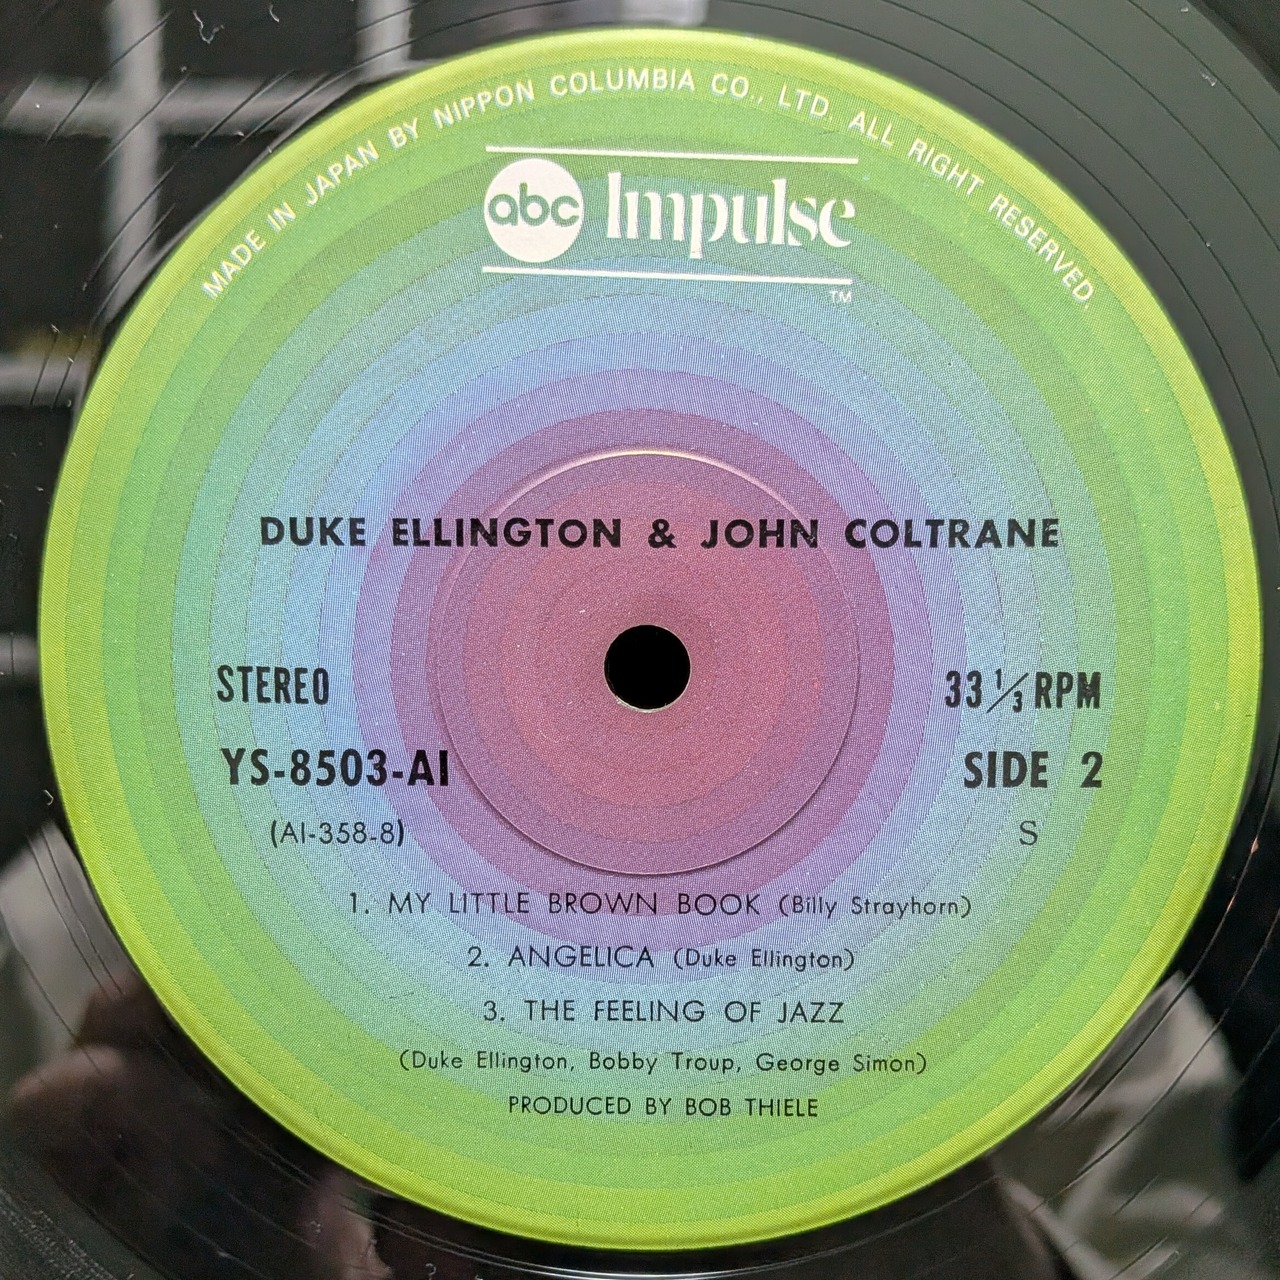 MADE IN JAPAN BY NIPPON COLUMBIA CO., LTD. ALL RIGHT RESERVED.
abc Impulse
TM
DUKE ELLINGTON & JOHN COLTRANE
STEREO 33 1/3 RPM
YS-8503-AI SIDE 2
(AI-358-8) S
1. MY LITTLE BROWN BOOK (Billy Strayhorn)
2. ANGELICA (Duke Ellington)
3. THE FEELING OF JAZZ
(Duke Ellington, Bobby Troup, George Simon)
PRODUCED BY BOB THIELE